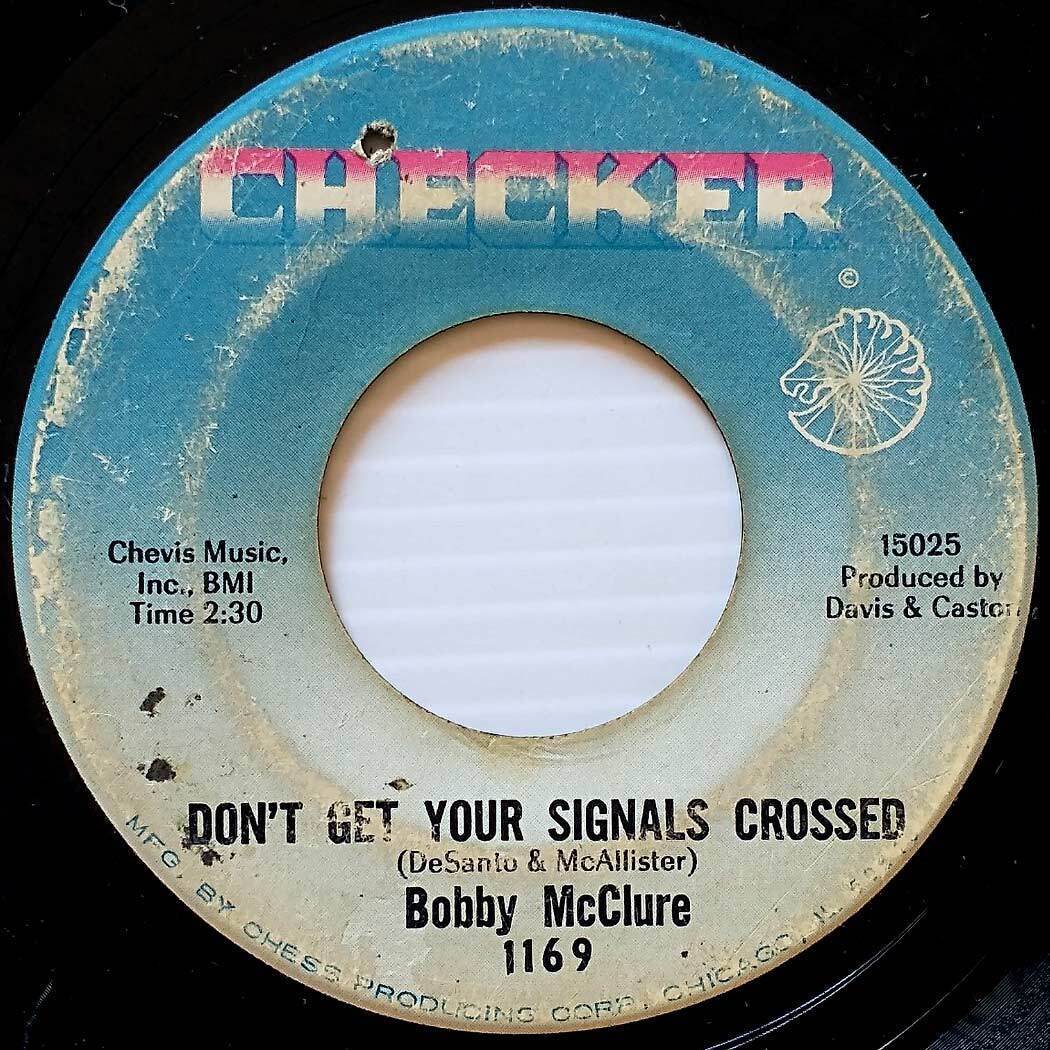 CHECKER
©
Chevis Music,
Inc., BMI
Time 2:30
15025
Produced by
Davis & Caston
DON'T GET YOUR SIGNALS CROSSED
(DeSanto & McAllister)
Bobby McClure
1169
MFG. BY CHESS PRODUCING CORP., CHICAGO, IL